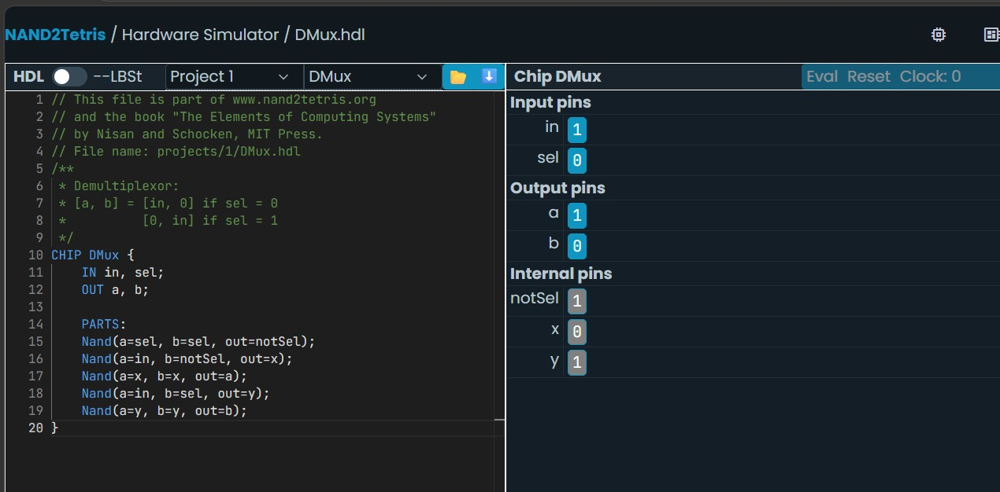 NAND2Tetris / Hardware Simulator / DMux.hdl
HDL --LBSt Project 1 DMux
1 // This file is part of www.nand2tetris.org
2 // and the book "The Elements of Computing Systems"
3 // by Nisan and Schocken, MIT Press.
4 // File name: projects/1/DMux.hdl
5 /**
6 * Demultiplexor:
7 * [a, b] = [in, 0] if sel = 0
8 * [0, in] if sel = 1
9 */
10 CHIP DMux {
11 IN in, sel;
12 OUT a, b;
13
14 PARTS:
15 Nand(a=sel, b=sel, out=notSel);
16 Nand(a=in, b=notSel, out=x);
17 Nand(a=x, b=x, out=a);
18 Nand(a=in, b=sel, out=y);
19 Nand(a=y, b=y, out=b);
20 }
Chip DMux Eval Reset Clock: 0
Input pins
in 1
sel 0
Output pins
a 1
b 0
Internal pins
notSel 1
x 0
y 1